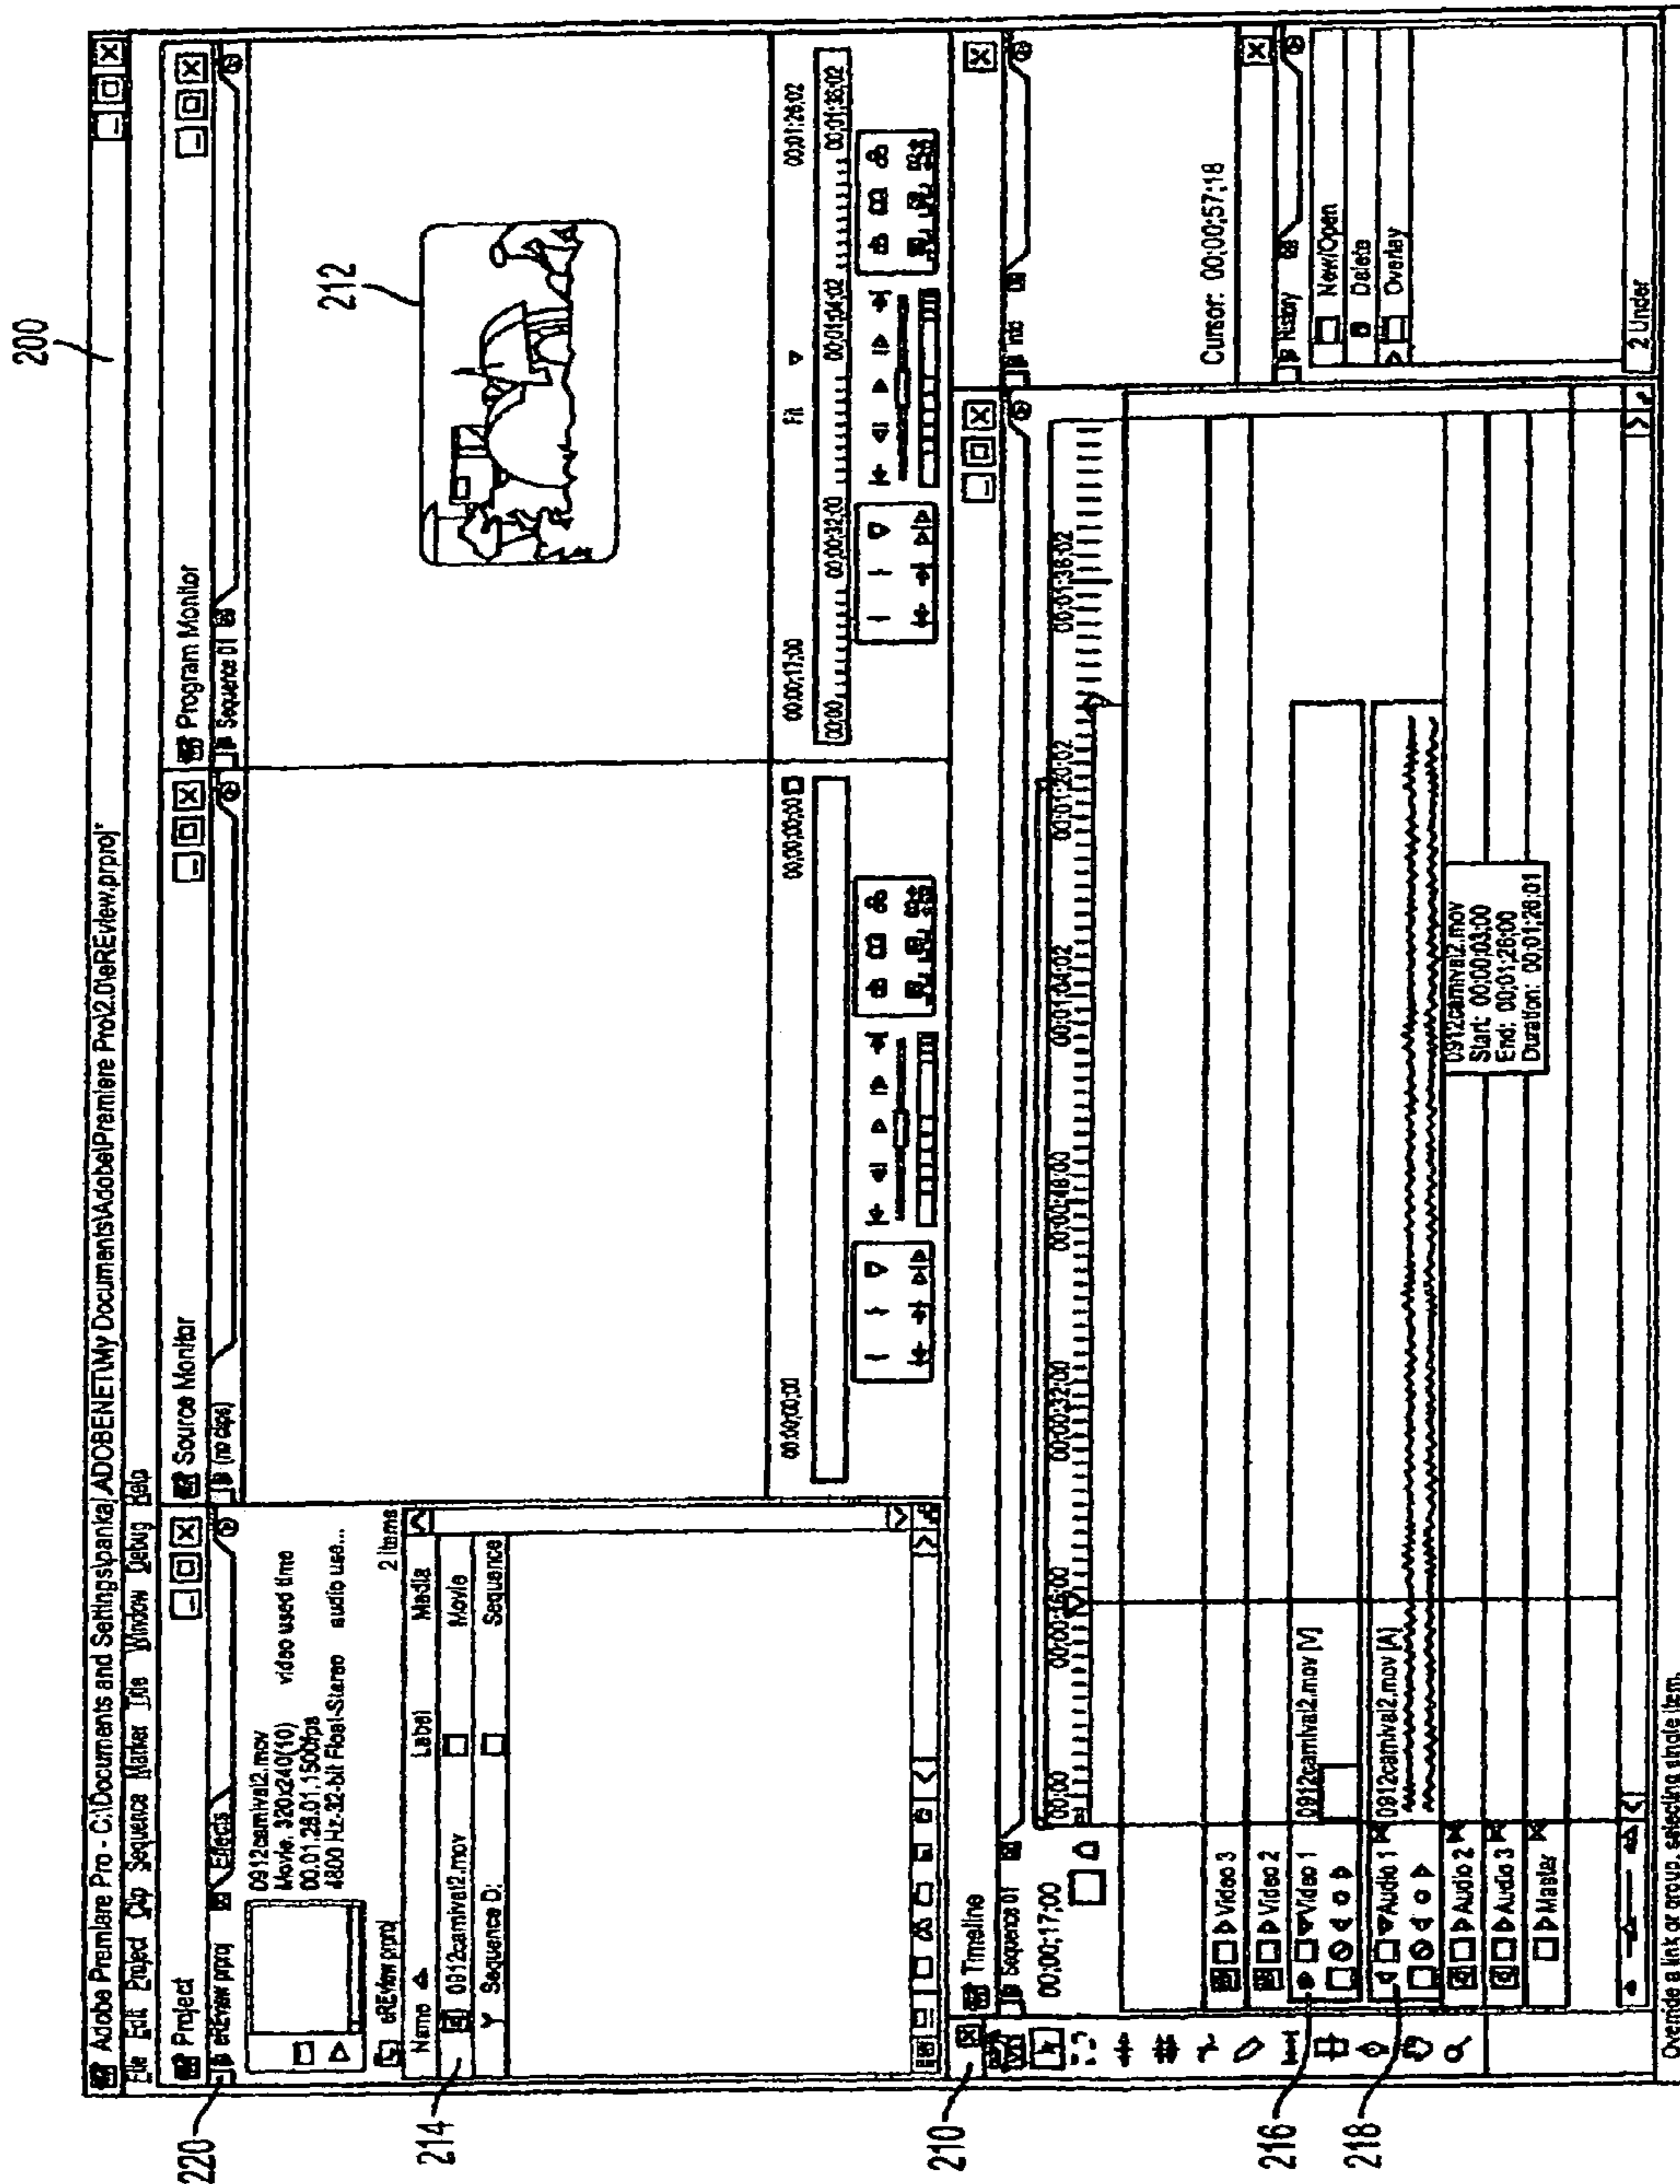 200
Adobe Premiere Pro - C:\Documents and Settings\panka\ ADOBENET\My Documents\Adobe\Premiere Pro\2.0\eREview.prproj*
File Edit Project Clip Sequence Marker Title Window Debug Help
220
Project
eREview prproj
Effects
0912carnival2.mov
Movie, 320x240(10) video used time
00.01.28.01.1500fps
4800 Hz-32-bit Float-Stereo audio use...
eREview prproj
2 Items
Name Label Media
214
0912carnival2.mov Movie
Sequence D: Sequence
Source Monitor
00;00;00;00
00;00;00;00
Program Monitor
Sequence 01
212
00;00;17;00
Fit
00;01;26;02
00;00 00;00;32;00 00;01;04;02 00;01;36;02
210
Timeline
Sequence 01
00;00;17;00
00;00 00;00;16;00 00;00;32;00 00;00;48;00 00;01;04;02 00;01;20;02 00;01;36;02
Video 3
Video 2
216
Video 1
0912carnival2.mov [V]
218
Audio 1
0912carnival2.mov [A]
Audio 2
Audio 3
Master
0912carnival2.mov
Start: 00;00;03;00
End: 00;01;26;00
Duration: 00;01;26;01
Info
Cursor: 00;00;57;18
History
New/Open
Delete
Overlay
2 Under
Override a link or group, selecting single item.